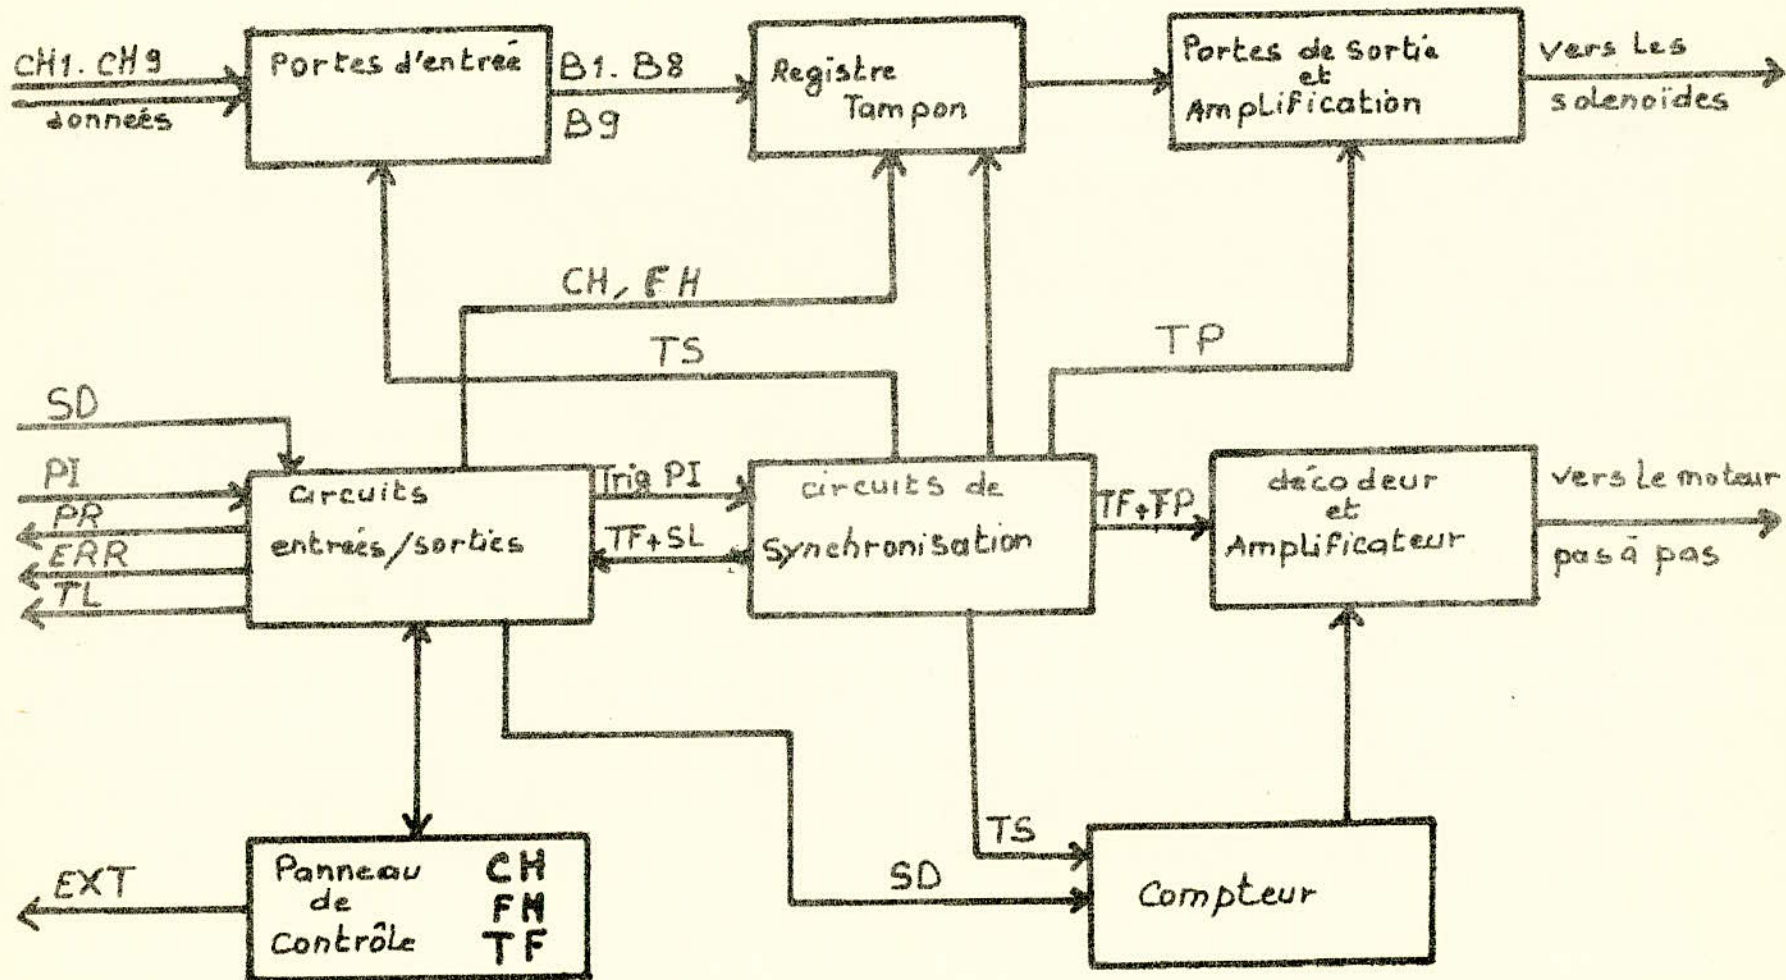 CH1.CH9
données
Portes d'entrée
B1.B8
B9
Registre
Tampon
Portes de Sortie
et
Amplification
vers les
solenoïdes
CH, FH
TS
TP
SD
PI
PR
ERR
TL
circuits
entrées/sorties
Trig PI
TF+SL
circuits de
Synchronisation
TF+TP
décodeur
et
Amplificateur
vers le moteur
pas à pas
EXT
Panneau
de
Contrôle
CH
FH
TF
SD
TS
Compteur